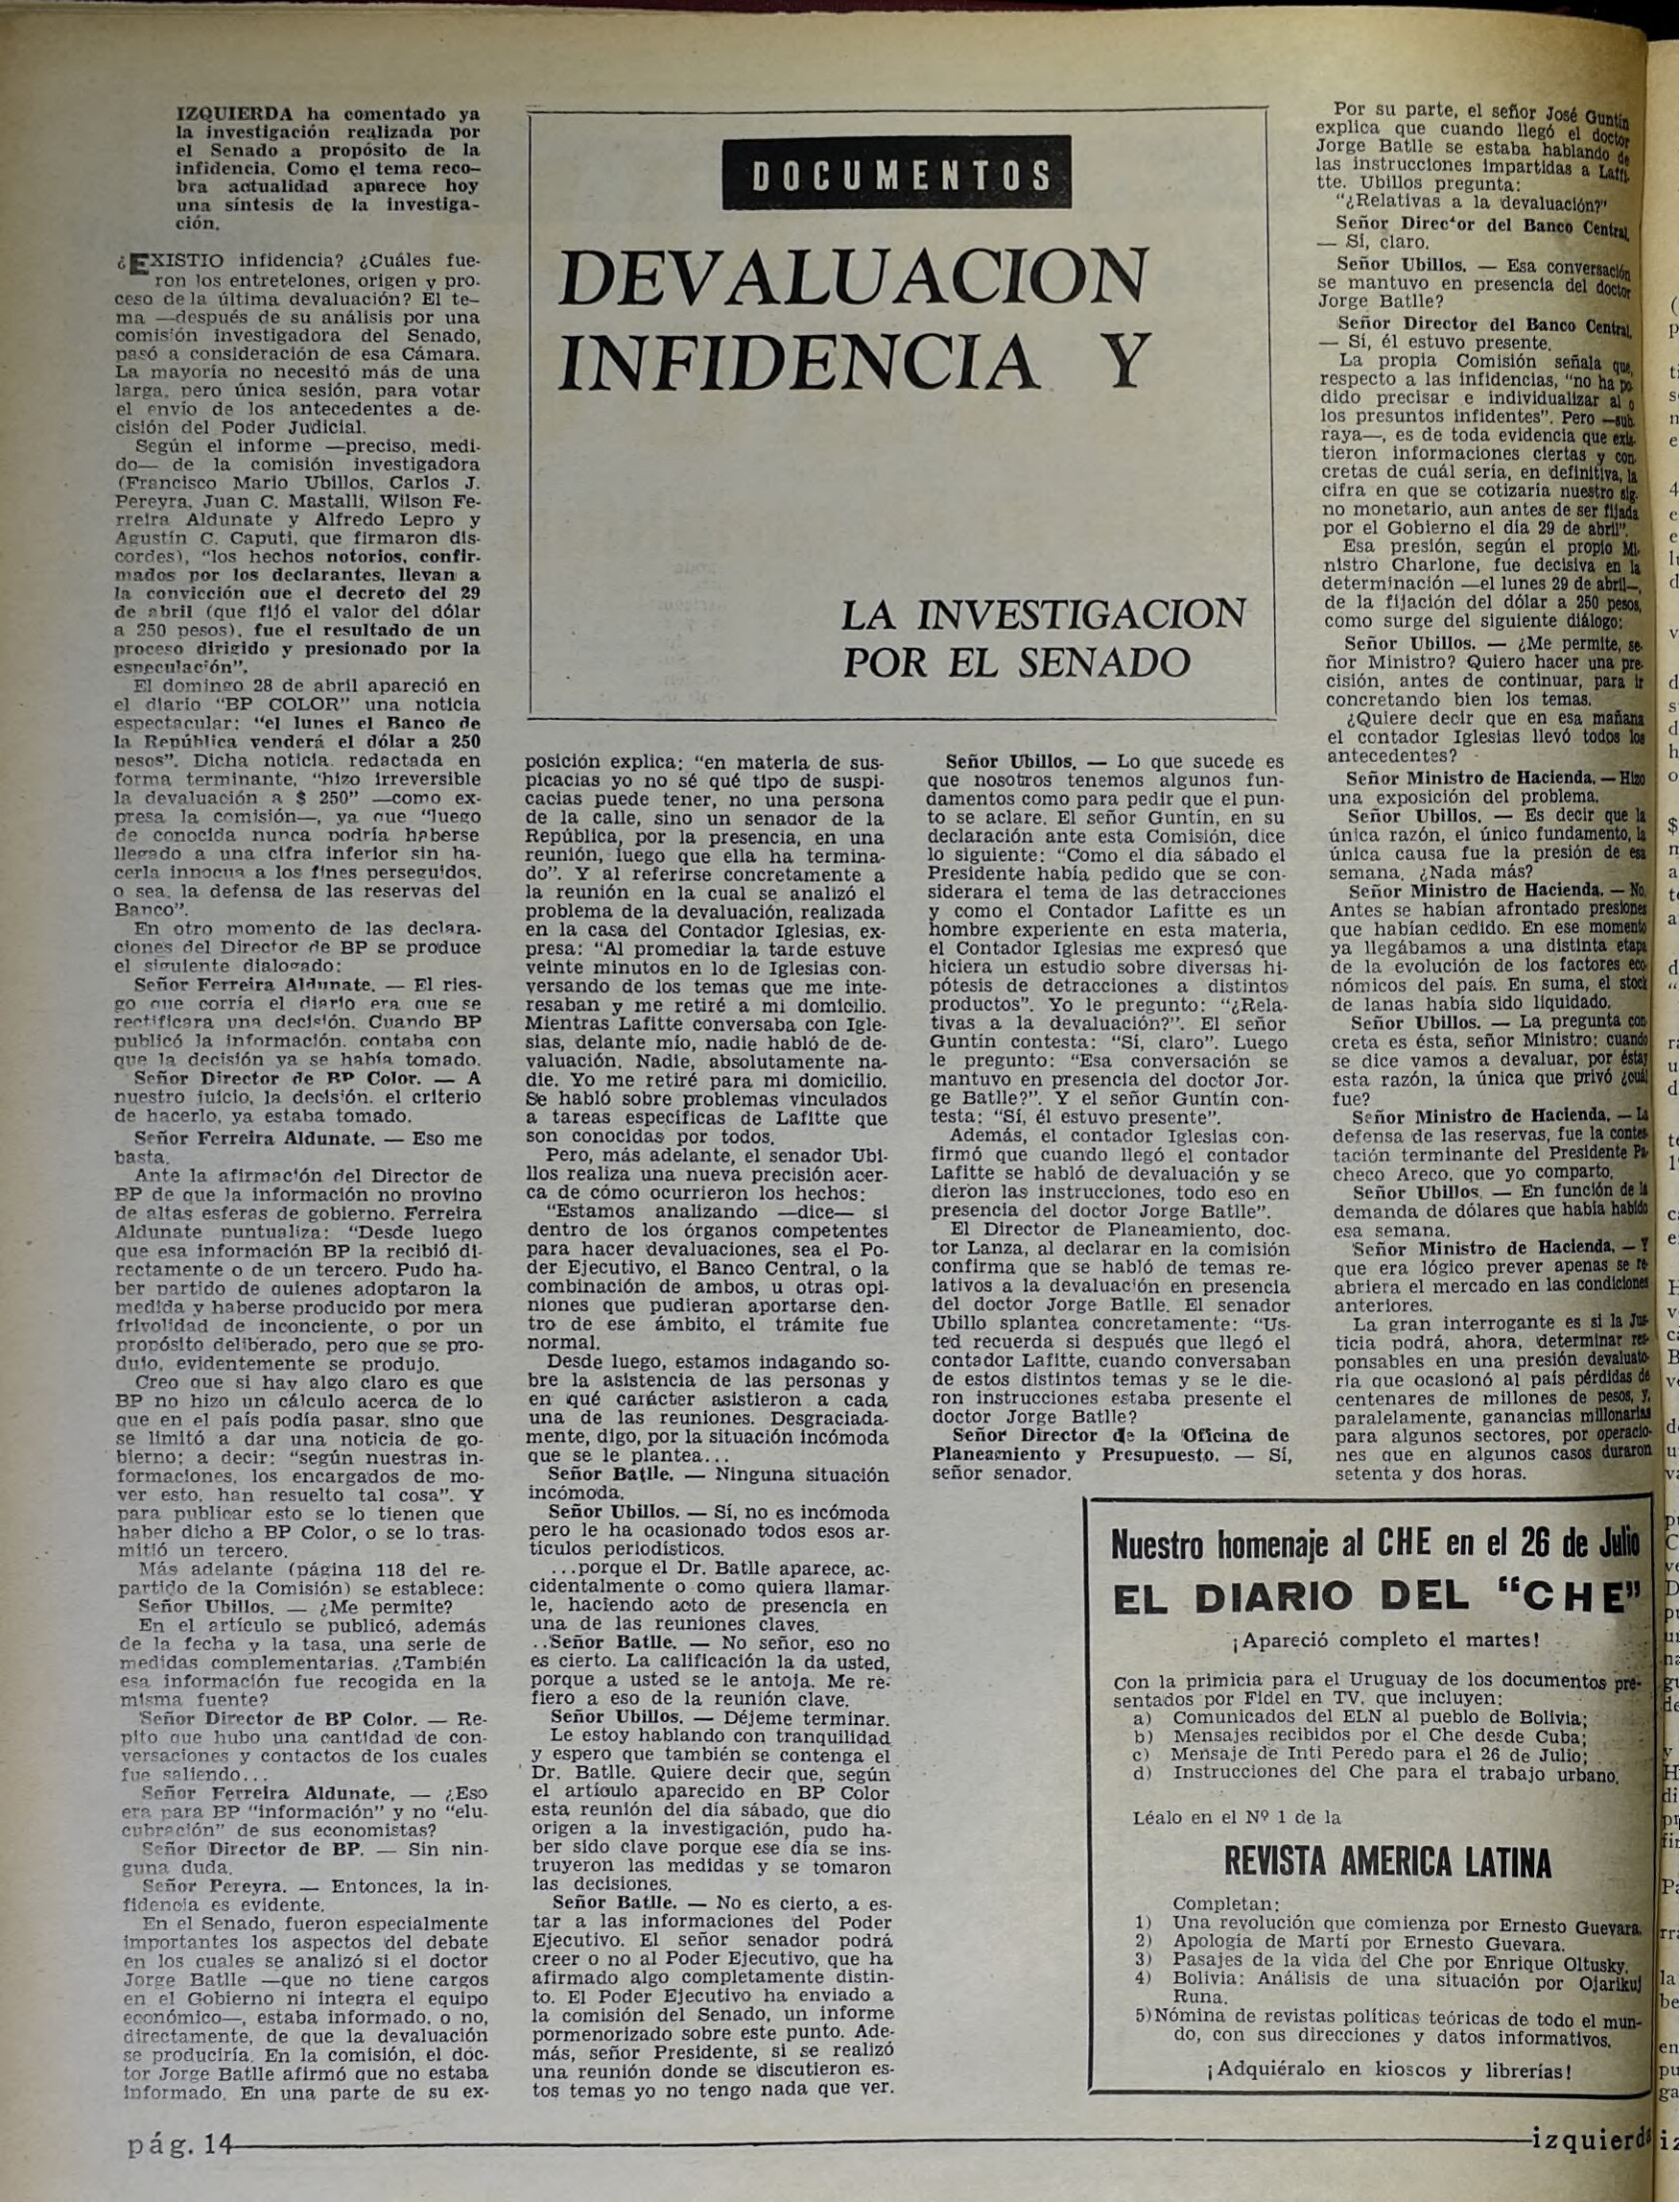 IZQUIERDA ha comentado ya
la investigación realizada por
el Senado a propósito de la
infidencia. Como el tema reco-
bra actualidad aparece hoy
una síntesis de la investiga-
ción.
¿EXISTIO infidencia? ¿Cuáles fue-
ron los entretelones, origen y pro-
ceso de la última devaluación? El te-
ma —después de su análisis por una
comisión investigadora del Senado,
pasó a consideración de esa Cámara.
La mayoría no necesitó más de una
larga, pero única sesión, para votar
el envío de los antecedentes a de-
cisión del Poder Judicial.
Según el informe —preciso, medi-
do— de la comisión investigadora
(Francisco Mario Ubillos, Carlos J.
Pereyra, Juan C. Mastalli, Wilson Fe-
rreira Aldunate y Alfredo Lepro y
Agustín C. Caputi, que firmaron dis-
cordes), "los hechos notorios, confir-
mados por los declarantes, llevan a
la convicción que el decreto del 29
de abril (que fijó el valor del dólar
a 250 pesos), fue el resultado de un
proceso dirigido y presionado por la
especulación".
El domingo 28 de abril apareció en
el diario "BP COLOR" una noticia
espectacular: "el lunes el Banco de
la República venderá el dólar a 250
pesos". Dicha noticia, redactada en
forma terminante, "hizo irreversible
la devaluación a $ 250" —como ex-
presa la comisión—, ya que "luego
de conocida nunca podría haberse
llegado a una cifra inferior sin ha-
cerla innocua a los fines perseguidos,
o sea, la defensa de las reservas del
Banco".
En otro momento de las declara-
ciones del Director de BP se produce
el siguiente dialogado:
Señor Ferreira Aldunate. — El ries-
go que corría el diario era que se
rectificara una decisión. Cuando BP
publicó la información, contaba con
que la decisión ya se había tomado.
Señor Director de BP Color. — A
nuestro juicio, la decisión, el criterio
de hacerlo, ya estaba tomado.
Señor Ferreira Aldunate. — Eso me
basta.
Ante la afirmación del Director de
BP de que la información no provino
de altas esferas de gobierno, Ferreira
Aldunate puntualiza: "Desde luego
que esa información BP la recibió di-
rectamente o de un tercero. Pudo ha-
ber partido de quienes adoptaron la
medida y haberse producido por mera
frivolidad de inconciente, o por un
propósito deliberado, pero que se pro-
dujo, evidentemente se produjo.
Creo que si hay algo claro es que
BP no hizo un cálculo acerca de lo
que en el país podía pasar, sino que
se limitó a dar una noticia de go-
bierno; a decir: "según nuestras in-
formaciones, los encargados de mo-
ver esto, han resuelto tal cosa". Y
para publicar esto se lo tienen que
haber dicho a BP Color, o se lo tras-
mitió un tercero.
Más adelante (página 118 del re-
partido de la Comisión) se establece:
Señor Ubillos. — ¿Me permite?
En el artículo se publicó, además
de la fecha y la tasa, una serie de
medidas complementarias. ¿También
esa información fue recogida en la
misma fuente?
Señor Director de BP Color. — Re-
pito que hubo una cantidad de con-
versaciones y contactos de los cuales
fue saliendo...
Señor Ferreira Aldunate. — ¿Eso
era para BP "información" y no "elu-
cubración" de sus economistas?
Señor Director de BP. — Sin nin-
guna duda.
Señor Pereyra. — Entonces, la in-
fidencia es evidente.
En el Senado, fueron especialmente
importantes los aspectos del debate
en los cuales se analizó si el doctor
Jorge Batlle —que no tiene cargos
en el Gobierno ni integra el equipo
económico—, estaba informado, o no,
directamente, de que la devaluación
se produciría. En la comisión, el doc-
tor Jorge Batlle afirmó que no estaba
informado. En una parte de su ex-
DOCUMENTOS
DEVALUACION
INFIDENCIA Y
LA INVESTIGACION
POR EL SENADO
posición explica: "en materia de sus-
picacias yo no sé qué tipo de suspi-
cacias puede tener, no una persona
de la calle, sino un senador de la
República, por la presencia, en una
reunión, luego que ella ha termina-
do". Y al referirse concretamente a
la reunión en la cual se analizó el
problema de la devaluación, realizada
en la casa del Contador Iglesias, ex-
presa: "Al promediar la tarde estuve
veinte minutos en lo de Iglesias con-
versando de los temas que me inte-
resaban y me retiré a mi domicilio.
Mientras Lafitte conversaba con Igle-
sias, delante mío, nadie habló de de-
valuación. Nadie, absolutamente na-
die. Yo me retiré para mi domicilio.
Se habló sobre problemas vinculados
a tareas específicas de Lafitte que
son conocidas por todos.
Pero, más adelante, el senador Ubi-
llos realiza una nueva precisión acer-
ca de cómo ocurrieron los hechos:
"Estamos analizando —dice— si
dentro de los órganos competentes
para hacer devaluaciones, sea el Po-
der Ejecutivo, el Banco Central, o la
combinación de ambos, u otras opi-
niones que pudieran aportarse den-
tro de ese ámbito, el trámite fue
normal.
Desde luego, estamos indagando so-
bre la asistencia de las personas y
en qué carácter asistieron a cada
una de las reuniones. Desgraciada-
mente, digo, por la situación incómoda
que se le plantea...
Señor Batlle. — Ninguna situación
incómoda.
Señor Ubillos. — Sí, no es incómoda
pero le ha ocasionado todos esos ar-
tículos periodísticos.
...porque el Dr. Batlle aparece, ac-
cidentalmente o como quiera llamar-
le, haciendo acto de presencia en
una de las reuniones claves.
..Señor Batlle. — No señor, eso no
es cierto. La calificación la da usted,
porque a usted se le antoja. Me re-
fiero a eso de la reunión clave.
Señor Ubillos. — Déjeme terminar.
Le estoy hablando con tranquilidad
y espero que también se contenga el
Dr. Batlle. Quiere decir que, según
el artículo aparecido en BP Color
esta reunión del día sábado, que dio
origen a la investigación, pudo ha-
ber sido clave porque ese día se ins-
truyeron las medidas y se tomaron
las decisiones.
Señor Batlle. — No es cierto, a es-
tar a las informaciones del Poder
Ejecutivo. El señor senador podrá
creer o no al Poder Ejecutivo, que ha
afirmado algo completamente distin-
to. El Poder Ejecutivo ha enviado a
la comisión del Senado, un informe
pormenorizado sobre este punto. Ade-
más, señor Presidente, si se realizó
una reunión donde se discutieron es-
tos temas yo no tengo nada que ver.
Señor Ubillos. — Lo que sucede es
que nosotros tenemos algunos fun-
damentos como para pedir que el pun-
to se aclare. El señor Guntín, en su
declaración ante esta Comisión, dice
lo siguiente: "Como el día sábado el
Presidente había pedido que se con-
siderara el tema de las detracciones
y como el Contador Lafitte es un
hombre experiente en esta materia,
el Contador Iglesias me expresó que
hiciera un estudio sobre diversas hi-
pótesis de detracciones a distintos
productos". Yo le pregunto: "¿Rela-
tivas a la devaluación?". El señor
Guntín contesta: "Sí, claro". Luego
le pregunto: "Esa conversación se
mantuvo en presencia del doctor Jor-
ge Batlle?". Y el señor Guntín con-
testa: "Sí, él estuvo presente".
Además, el contador Iglesias con-
firmó que cuando llegó el contador
Lafitte se habló de devaluación y se
dieron las instrucciones, todo eso en
presencia del doctor Jorge Batlle".
El Director de Planeamiento, doc-
tor Lanza, al declarar en la comisión
confirma que se habló de temas re-
lativos a la devaluación en presencia
del doctor Jorge Batlle. El senador
Ubillo splantea concretamente: "Us-
ted recuerda si después que llegó el
contador Lafitte, cuando conversaban
de estos distintos temas y se le die-
ron instrucciones estaba presente el
doctor Jorge Batlle?
Señor Director de la Oficina de
Planeamiento y Presupuesto. — Sí,
señor senador.
Por su parte, el señor José Guntín
explica que cuando llegó el doctor
Jorge Batlle se estaba hablando de
las instrucciones impartidas a Laffi-
tte. Ubillos pregunta:
"¿Relativas a la devaluación?"
Señor Director del Banco Central.
— Sí, claro.
Señor Ubillos. — Esa conversación
se mantuvo en presencia del doctor
Jorge Batlle?
Señor Director del Banco Central.
— Sí, él estuvo presente.
La propia Comisión señala que,
respecto a las infidencias, "no ha po-
dido precisar e individualizar al o
los presuntos infidentes". Pero —sub-
raya—, es de toda evidencia que exis-
tieron informaciones ciertas y con-
cretas de cuál sería, en definitiva, la
cifra en que se cotizaría nuestro sig-
no monetario, aun antes de ser fijada
por el Gobierno el día 29 de abril".
Esa presión, según el propio Mi-
nistro Charlone, fue decisiva en la
determinación —el lunes 29 de abril—,
de la fijación del dólar a 250 pesos,
como surge del siguiente diálogo:
Señor Ubillos. — ¿Me permite, se-
ñor Ministro? Quiero hacer una pre-
cisión, antes de continuar, para ir
concretando bien los temas.
¿Quiere decir que en esa mañana
el contador Iglesias llevó todos los
antecedentes?
Señor Ministro de Hacienda. — Hizo
una exposición del problema.
Señor Ubillos. — Es decir que la
única razón, el único fundamento, la
única causa fue la presión de esa
semana. ¿Nada más?
Señor Ministro de Hacienda. — No.
Antes se habían afrontado presiones
que habían cedido. En ese momento
ya llegábamos a una distinta etapa
de la evolución de los factores eco-
nómicos del país. En suma, el stock
de lanas había sido liquidado.
Señor Ubillos. — La pregunta con-
creta es ésta, señor Ministro: cuando
se dice vamos a devaluar, por ésta y
esta razón, la única que privó ¿cuál
fue?
Señor Ministro de Hacienda. — La
defensa de las reservas, fue la contes-
tación terminante del Presidente Pa-
checo Areco, que yo comparto.
Señor Ubillos. — En función de la
demanda de dólares que había habido
esa semana.
Señor Ministro de Hacienda. — Y
que era lógico prever apenas se re-
abriera el mercado en las condiciones
anteriores.
La gran interrogante es si la Jus-
ticia podrá, ahora, determinar res-
ponsables en una presión devaluato-
ria que ocasionó al país pérdidas de
centenares de millones de pesos, y,
paralelamente, ganancias millonarias
para algunos sectores, por operacio-
nes que en algunos casos duraron
setenta y dos horas.
Nuestro homenaje al CHE en el 26 de Julio
EL DIARIO DEL "CHE"
¡Apareció completo el martes!
Con la primicia para el Uruguay de los documentos pre-
sentados por Fidel en TV, que incluyen:
a) Comunicados del ELN al pueblo de Bolivia;
b) Mensajes recibidos por el Che desde Cuba;
c) Mensaje de Inti Peredo para el 26 de Julio;
d) Instrucciones del Che para el trabajo urbano.
Léalo en el Nº 1 de la
REVISTA AMERICA LATINA
Completan:
1) Una revolución que comienza por Ernesto Guevara.
2) Apología de Martí por Ernesto Guevara.
3) Pasajes de la vida del Che por Enrique Oltusky.
4) Bolivia: Análisis de una situación por Ojarikuj
Runa.
5)Nómina de revistas políticas teóricas de todo el mun-
do, con sus direcciones y datos informativos.
¡Adquiéralo en kioscos y librerías!
pág. 14
izquierda